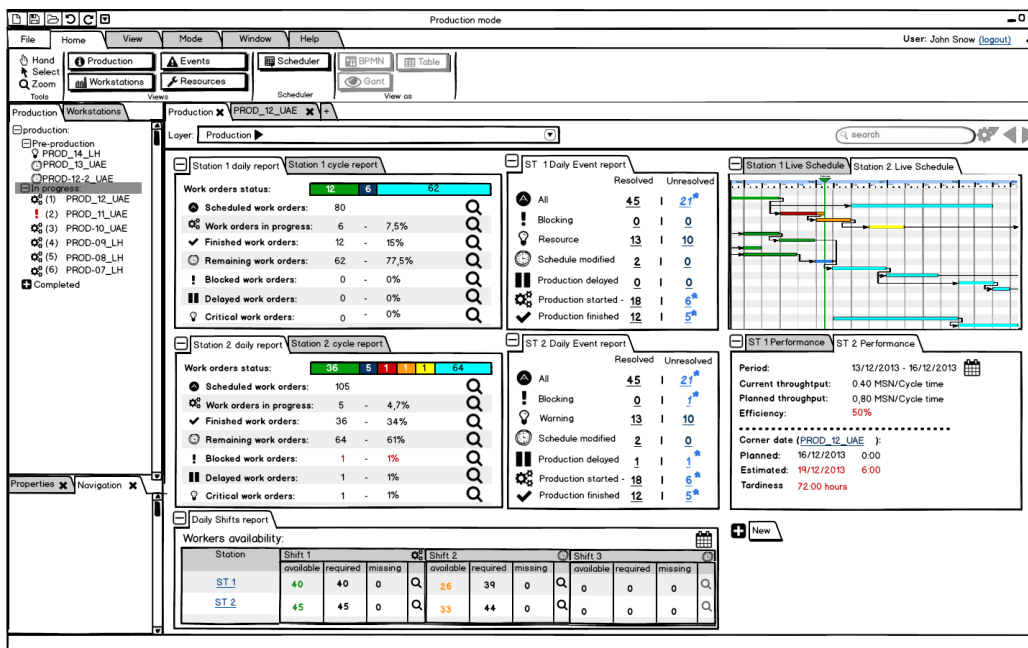 Production mode
File Home View Mode Window Help
User: John Snow (logout)
Hand
Select
Zoom
Tools
Production Events
Workstations Resources
Views
Scheduler
Scheduler
BPMN Table
Gant
View as
Production Workstations
production:
Pre-production
PROD_14_LH
PROD_13_UAE
PROD-12-2_UAE
In progress:
(1) PROD_12_UAE
! (2) PROD_11_UAE
(3) PROD-10_UAE
(4) PROD-09_LH
(5) PROD-08_LH
(6) PROD-07_LH
Completed
Properties Navigation
Production PROD_12_UAE +
Layer: Production
search
Station 1 daily report Station 1 cycle report
Work orders status: 12 6 62
Scheduled work orders: 80
Work orders in progress: 6 - 7,5%
Finished work orders: 12 - 15%
Remaining work orders: 62 - 77,5%
! Blocked work orders: 0 - 0%
Delayed work orders: 0 - 0%
Critical work orders: 0 - 0%
ST 1Daily Event report
Resolved Unresolved
All 45 I 21*
! Blocking 0 I 0
Resource 13 I 10
Schedule modified 2 I 0
Production delayed 0 I 0
Production started - 18 I 6*
Production finished 12 I 5*
Station 1 Live Schedule Station 2 Live Schedule
Station 2 daily report Station 2 cycle report
Work orders status: 36 5 1 1 1 64
Scheduled work orders: 105
Work orders in progress: 5 - 4,7%
Finished work orders: 36 - 34%
Remaining work orders: 64 - 61%
! Blocked work orders: 1 - 1%
Delayed work orders: 1 - 1%
Critical work orders: 1 - 1%
ST 2 Daily Event report
Resolved Unresolved
All 45 I 21*
! Blocking 0 I 1*
Warning 13 I 10
Schedule modified 2 I 0
Production delayed 1 I 1*
Production started - 18 I 6*
Production finished 12 I 5*
ST 1 Performance ST 2 Performance
Period: 13/12/2013 - 16/12/2013
Current throughtput: 0.40 MSN/Cycle time
Planned throughput: 0,80 MSN/Cycle time
Efficiency: 50%
Corner date (PROD_12_UAE ):
Planned: 16/12/2013 0:00
Estimated: 19/12/2013 6:00
Tardiness 72:00 hours
Daily Shifts report
Workers availability:
Station Shift 1 Shift 2 Shift 3
available required missing available required missing available required missing
ST 1 40 40 0 26 39 0 0 0 0
ST 2 45 45 0 33 44 0 0 0 0
New